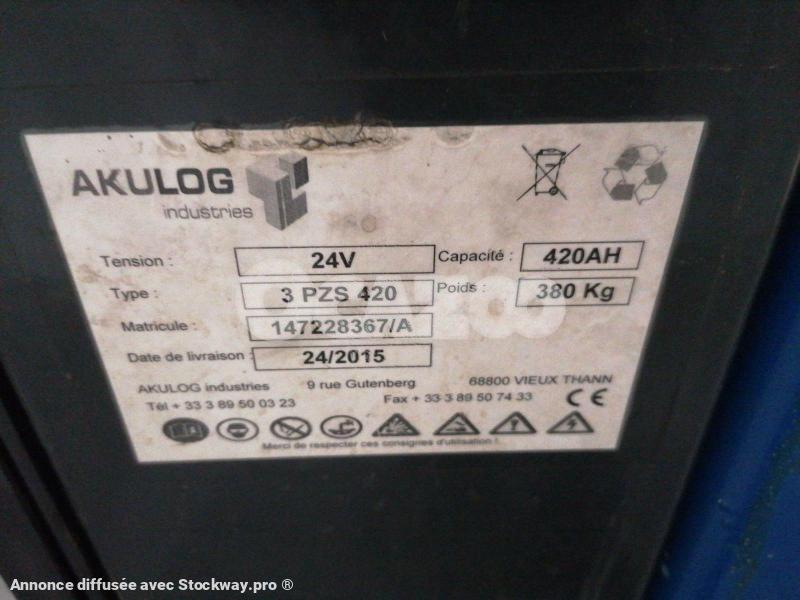 AKULOG
industries
Tension : 24V Capacité : 420AH
Type : 3 PZS 420 Poids : 380 Kg
Matricule : 147228367/A
Date de livraison : 24/2015
AKULOG industries 9 rue Gutenberg 68800 VIEUX THANN
Tél + 33 3 89 50 03 23 Fax + 33 3 89 50 74 33 CE
Merci de respecter ces consignes d'utilisation !
Annonce diffusée avec Stockway.pro ®